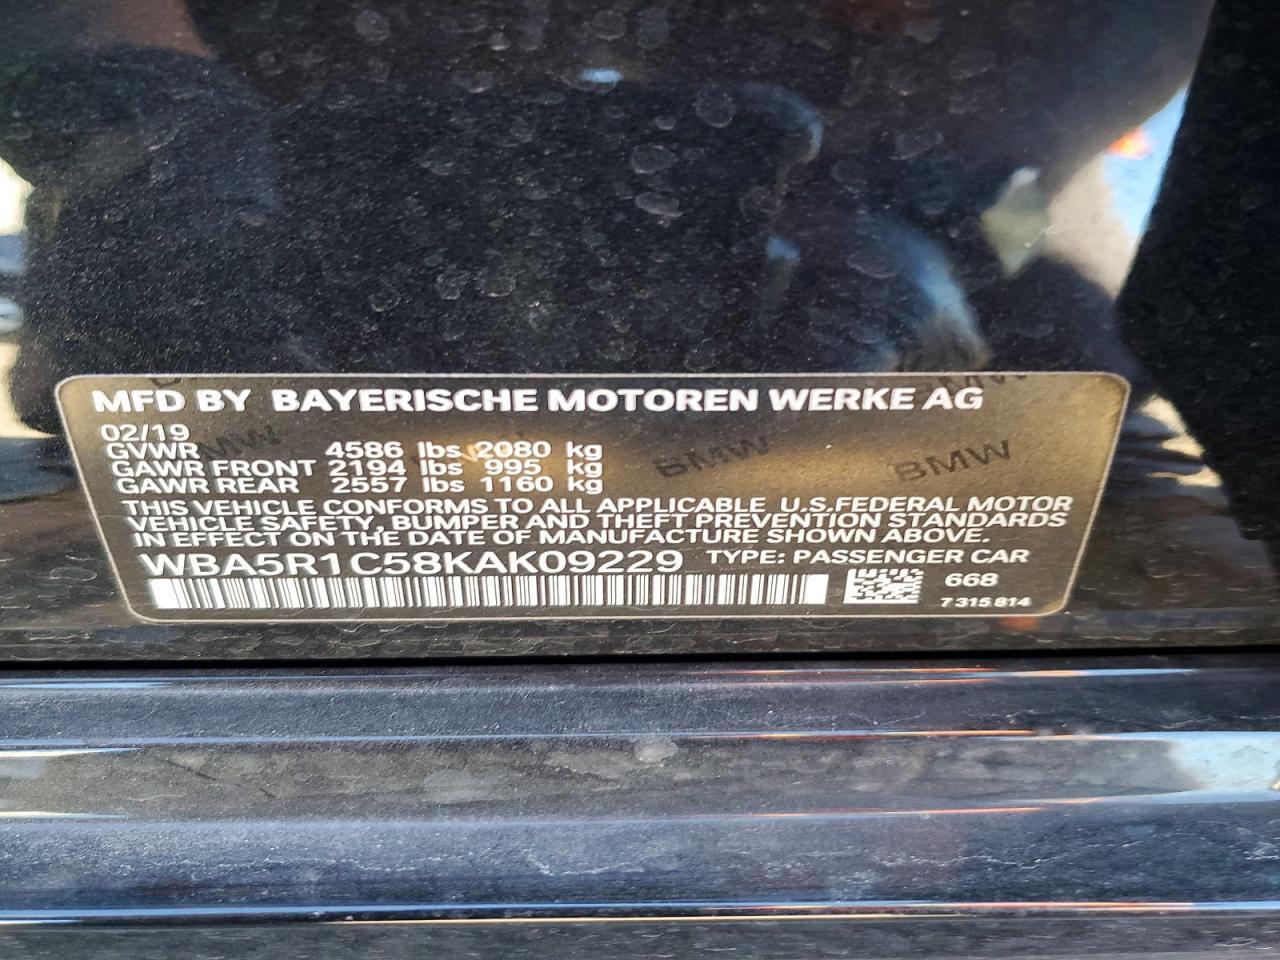 MFD BY BAYERISCHE MOTOREN WERKE AG
02/19
GVWR 4586 lbs 2080 kg
GAWR FRONT 2194 lbs 995 kg
GAWR REAR 2557 lbs 1160 kg
THIS VEHICLE CONFORMS TO ALL APPLICABLE U.S.FEDERAL MOTOR
VEHICLE SAFETY, BUMPER AND THEFT PREVENTION STANDARDS
IN EFFECT ON THE DATE OF MANUFACTURE SHOWN ABOVE.
WBA5R1C58KAK09229 TYPE: PASSENGER CAR
668
7 315 814
BMW
BMW
BMW
BMW